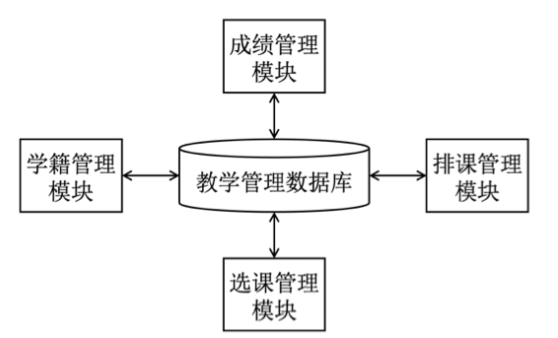 成绩管理
模块
学籍管理
模块
教学管理数据库
排课管理
模块
选课管理
模块